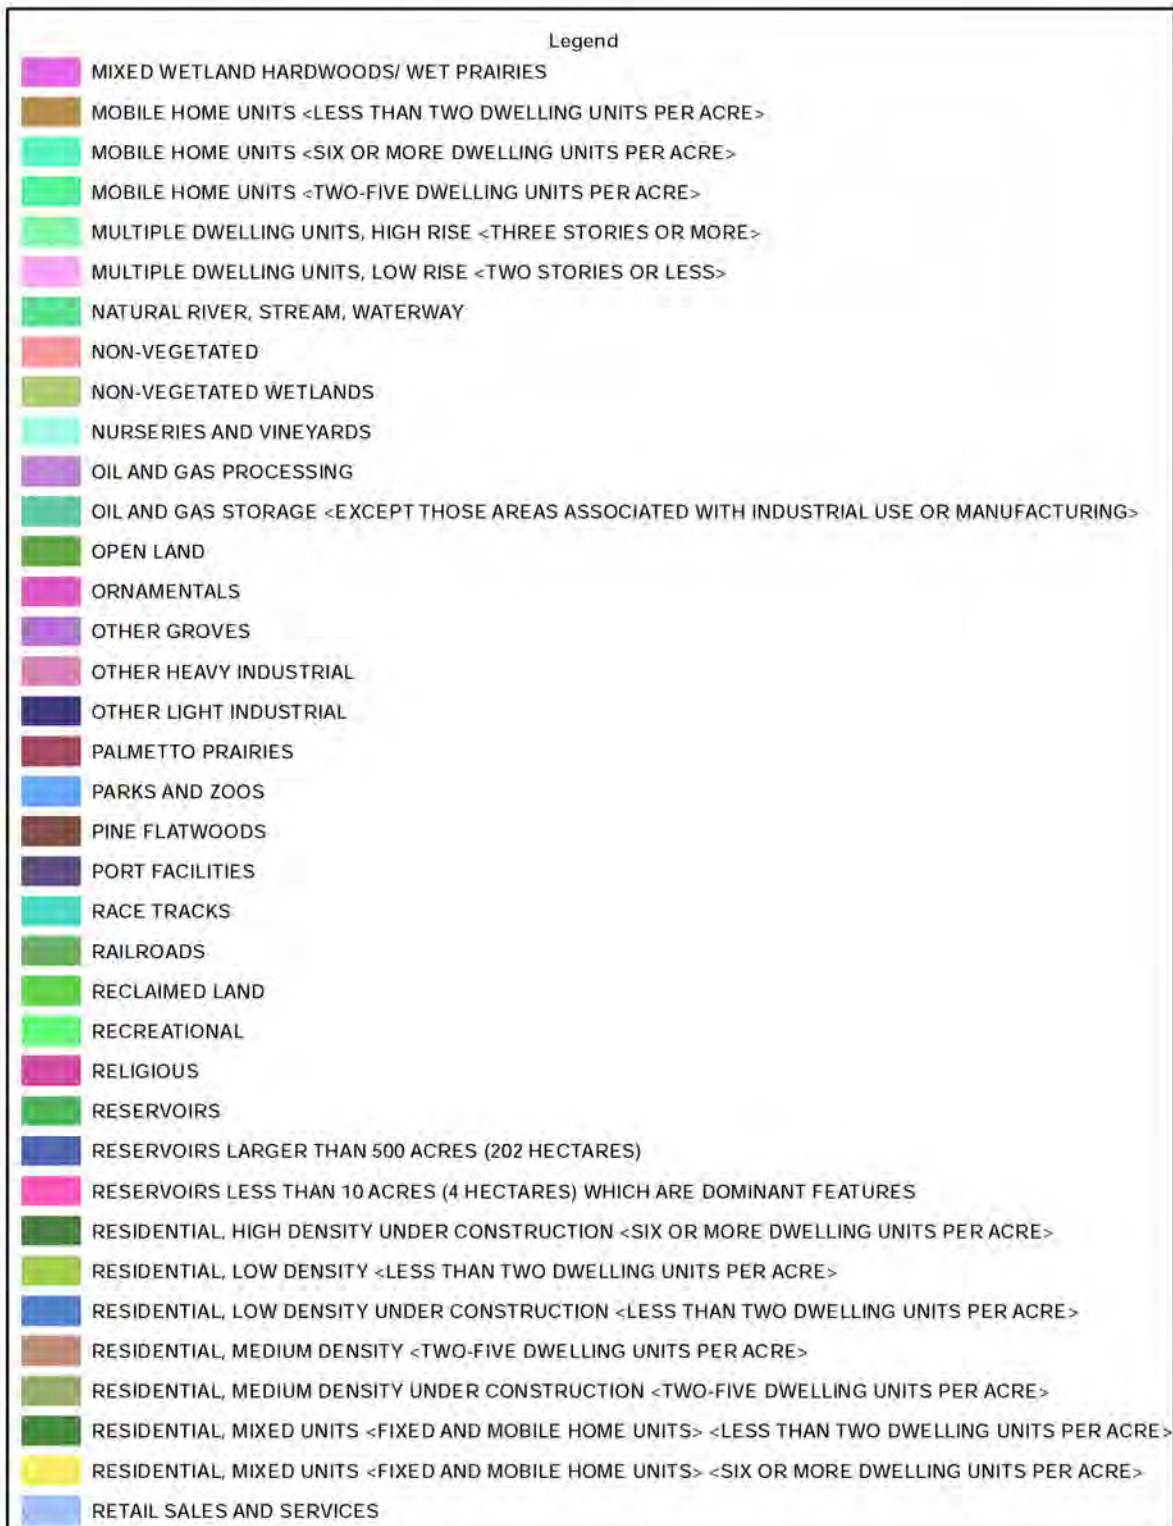 Legend
MIXED WETLAND HARDWOODS/ WET PRAIRIES
MOBILE HOME UNITS <LESS THAN TWO DWELLING UNITS PER ACRE>
MOBILE HOME UNITS <SIX OR MORE DWELLING UNITS PER ACRE>
MOBILE HOME UNITS <TWO-FIVE DWELLING UNITS PER ACRE>
MULTIPLE DWELLING UNITS, HIGH RISE <THREE STORIES OR MORE>
MULTIPLE DWELLING UNITS, LOW RISE <TWO STORIES OR LESS>
NATURAL RIVER, STREAM, WATERWAY
NON-VEGETATED
NON-VEGETATED WETLANDS
NURSERIES AND VINEYARDS
OIL AND GAS PROCESSING
OIL AND GAS STORAGE <EXCEPT THOSE AREAS ASSOCIATED WITH INDUSTRIAL USE OR MANUFACTURING>
OPEN LAND
ORNAMENTALS
OTHER GROVES
OTHER HEAVY INDUSTRIAL
OTHER LIGHT INDUSTRIAL
PALMETTO PRAIRIES
PARKS AND ZOOS
PINE FLATWOODS
PORT FACILITIES
RACE TRACKS
RAILROADS
RECLAIMED LAND
RECREATIONAL
RELIGIOUS
RESERVOIRS
RESERVOIRS LARGER THAN 500 ACRES (202 HECTARES)
RESERVOIRS LESS THAN 10 ACRES (4 HECTARES) WHICH ARE DOMINANT FEATURES
RESIDENTIAL, HIGH DENSITY UNDER CONSTRUCTION <SIX OR MORE DWELLING UNITS PER ACRE>
RESIDENTIAL, LOW DENSITY <LESS THAN TWO DWELLING UNITS PER ACRE>
RESIDENTIAL, LOW DENSITY UNDER CONSTRUCTION <LESS THAN TWO DWELLING UNITS PER ACRE>
RESIDENTIAL, MEDIUM DENSITY <TWO-FIVE DWELLING UNITS PER ACRE>
RESIDENTIAL, MEDIUM DENSITY UNDER CONSTRUCTION <TWO-FIVE DWELLING UNITS PER ACRE>
RESIDENTIAL, MIXED UNITS <FIXED AND MOBILE HOME UNITS> <LESS THAN TWO DWELLING UNITS PER ACRE>
RESIDENTIAL, MIXED UNITS <FIXED AND MOBILE HOME UNITS> <SIX OR MORE DWELLING UNITS PER ACRE>
RETAIL SALES AND SERVICES